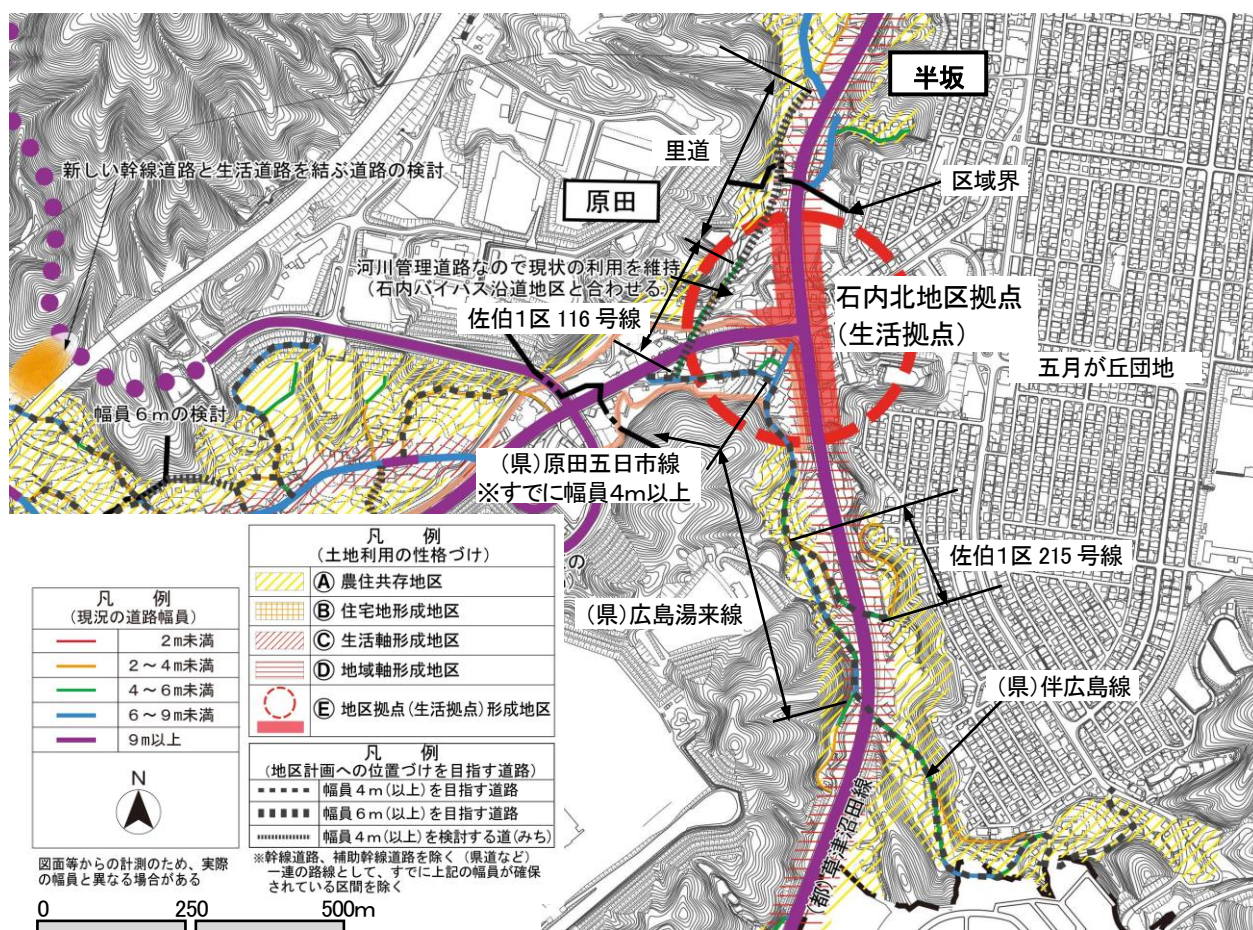 半坂
里道
新しい幹線道路と生活道路を結ぶ道路の検討
区域界
原田
河川管理道路なので現状の利用を維持
(石内バイパス沿道地区と合わせる)
石内北地区拠点
(生活拠点)
佐伯1区116号線
五月が丘団地
幅員6mの検討
(県)原田五日市線
※すでに幅員4m以上
佐伯1区215号線
(県)広島湯来線
(県)伴広島線
(都)草津沼田線
の
凡 例
(現況の道路幅員)
2m未満
2~4m未満
4~6m未満
6~9m未満
9m以上
N
図面等からの計測のため、実際
の幅員と異なる場合がある
0 250 500m
凡 例
(土地利用の性格づけ)
Ⓐ 農住共存地区
Ⓑ 住宅地形成地区
Ⓒ 生活軸形成地区
Ⓓ 地域軸形成地区
Ⓔ 地区拠点(生活拠点)形成地区
凡 例
(地区計画への位置づけを目指す道路)
幅員4m(以上)を目指す道路
幅員6m(以上)を目指す道路
幅員4m(以上)を検討する道(みち)
※幹線道路、補助幹線道路を除く(県道など)
一連の路線として、すでに上記の幅員が確保
されている区間を除く